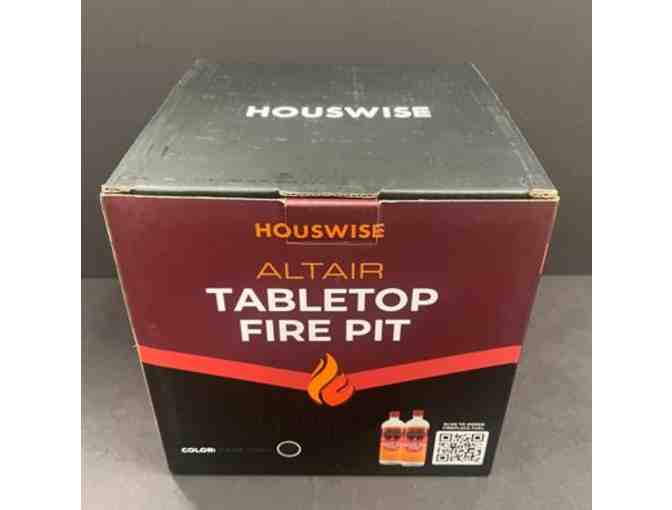 HOUSWISE
HOUSWISE
ALTAIR
TABLETOP
FIRE PIT
COLOR: